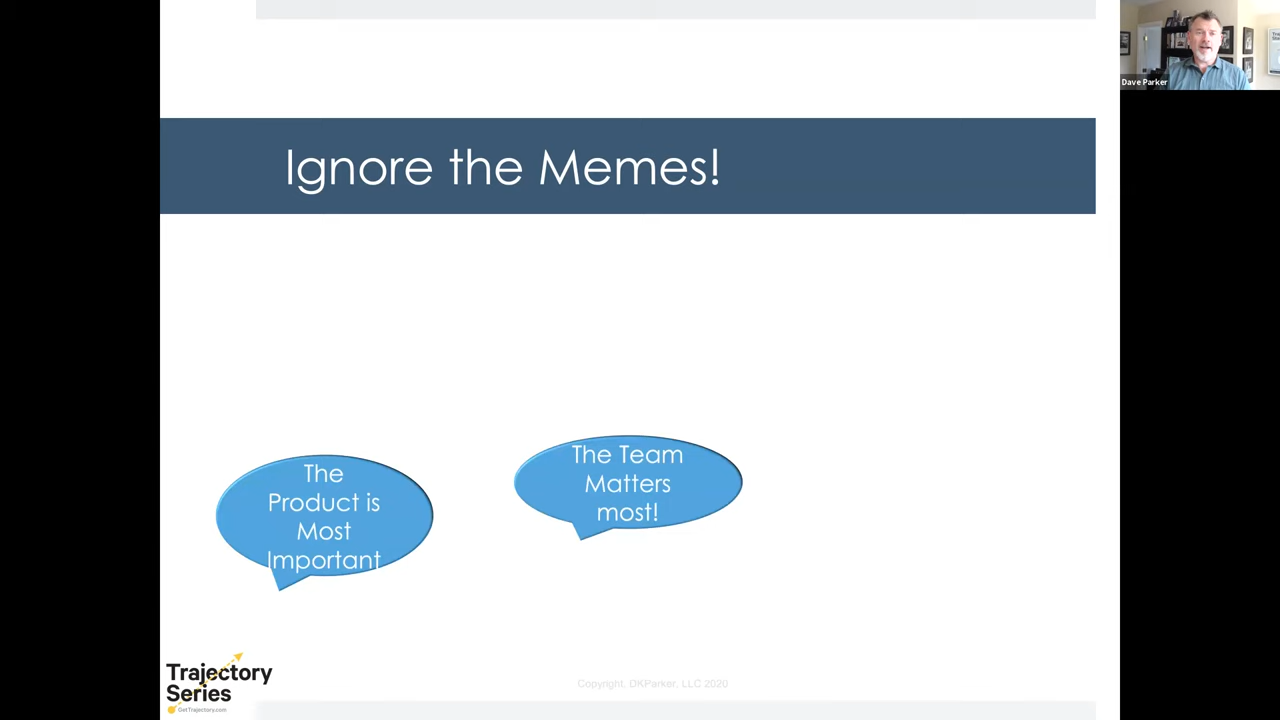 Dave Parker
Ignore the Memes!
The
Product is
Most
Important
The Team
Matters
most!
Trajectory
Series
GetTrajectory.com
Copyright. DKParker, LLC 2020